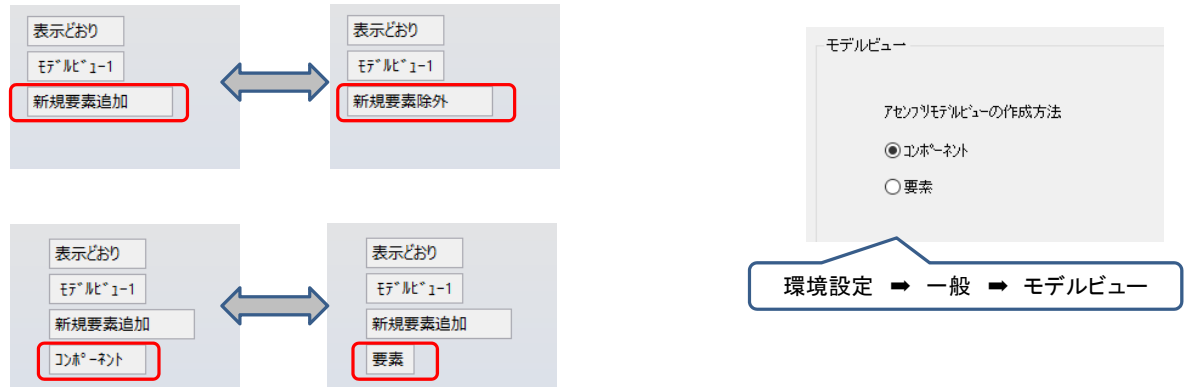 表示どおり
ﾓﾃﾞﾙﾋﾞｭｰ1
新規要素追加
表示どおり
ﾓﾃﾞﾙﾋﾞｭｰ1
新規要素除外
表示どおり
ﾓﾃﾞﾙﾋﾞｭｰ1
新規要素追加
ｺﾝﾎﾟｰﾈﾝﾄ
表示どおり
ﾓﾃﾞﾙﾋﾞｭｰ1
新規要素追加
要素
モデルビュー
ｱｾﾝﾌﾞﾘﾓﾃﾞﾙﾋﾞｭｰの作成方法
ｺﾝﾎﾟｰﾈﾝﾄ
要素
環境設定 ➡ 一般 ➡ モデルビュー